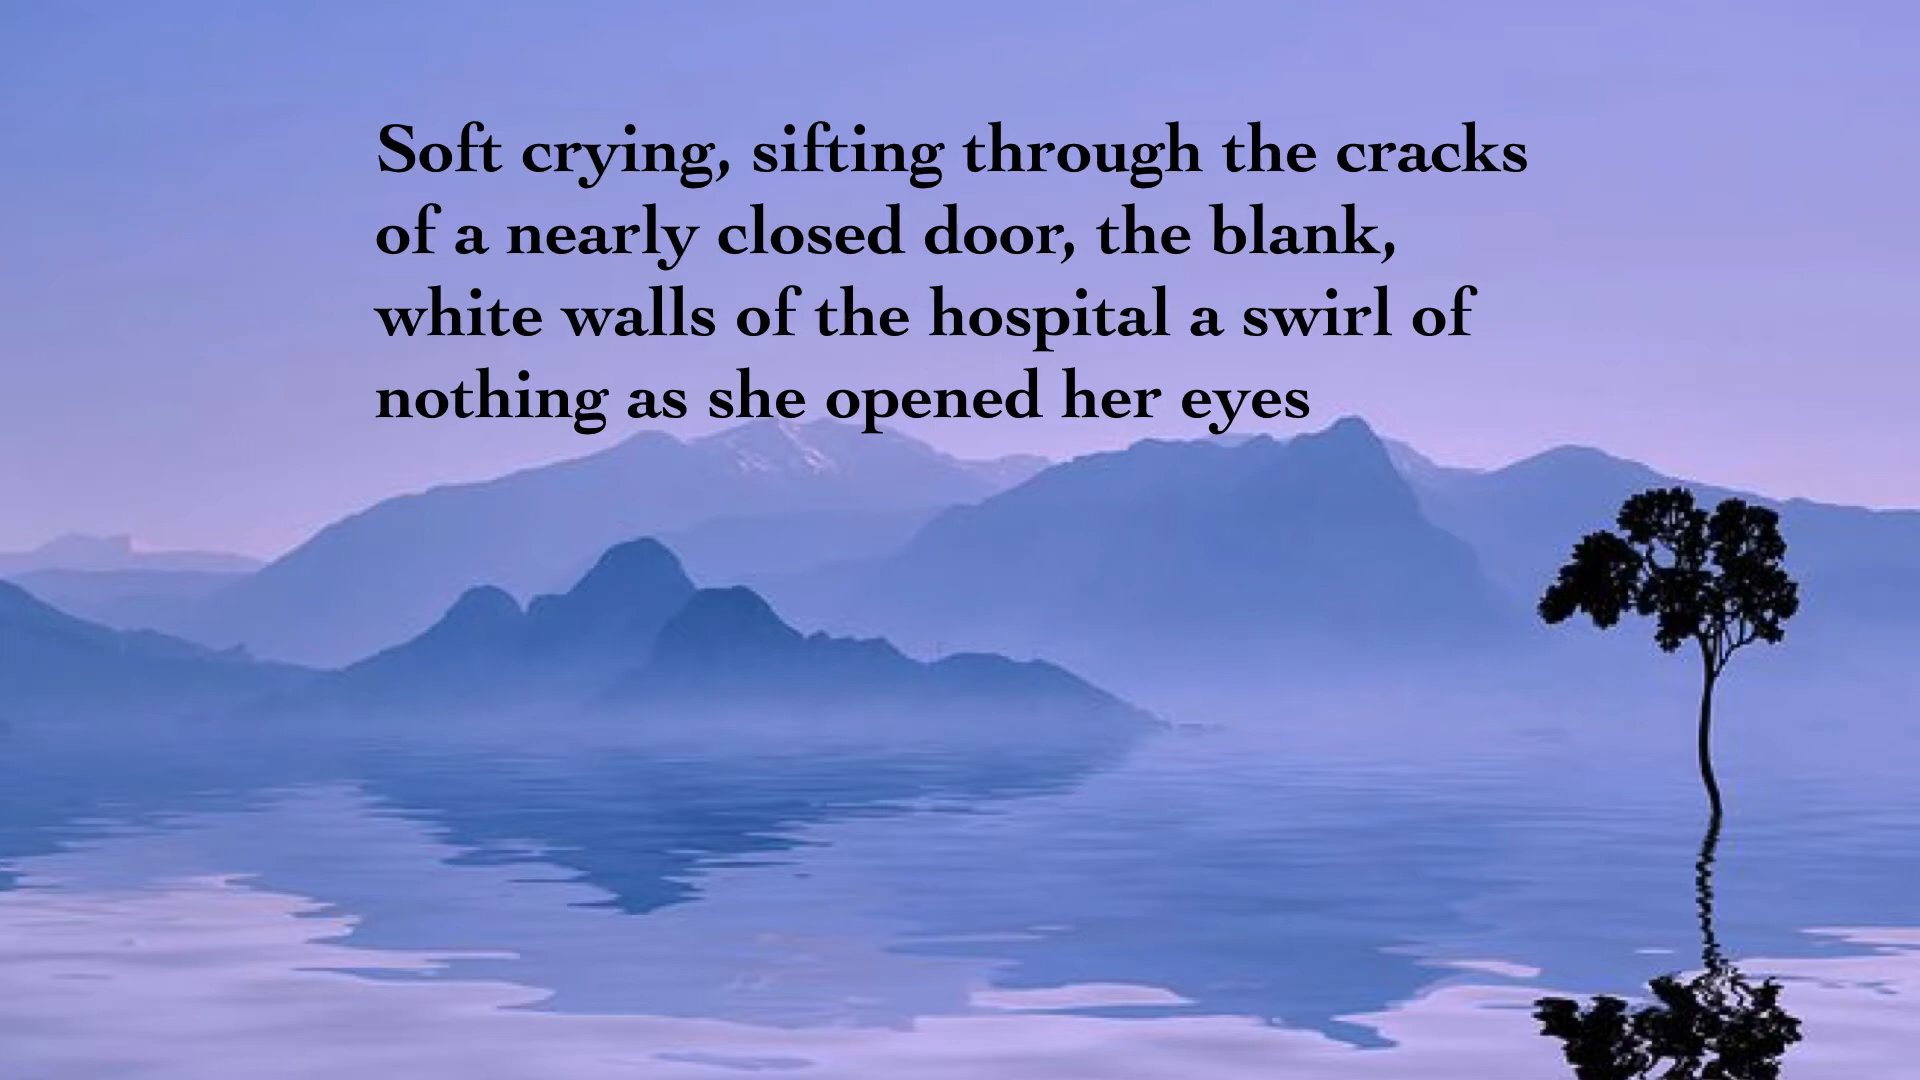 Soft crying, sifting through the cracks
of a nearly closed door, the blank,
white walls of the hospital a swirl of
nothing as she opened her eyes